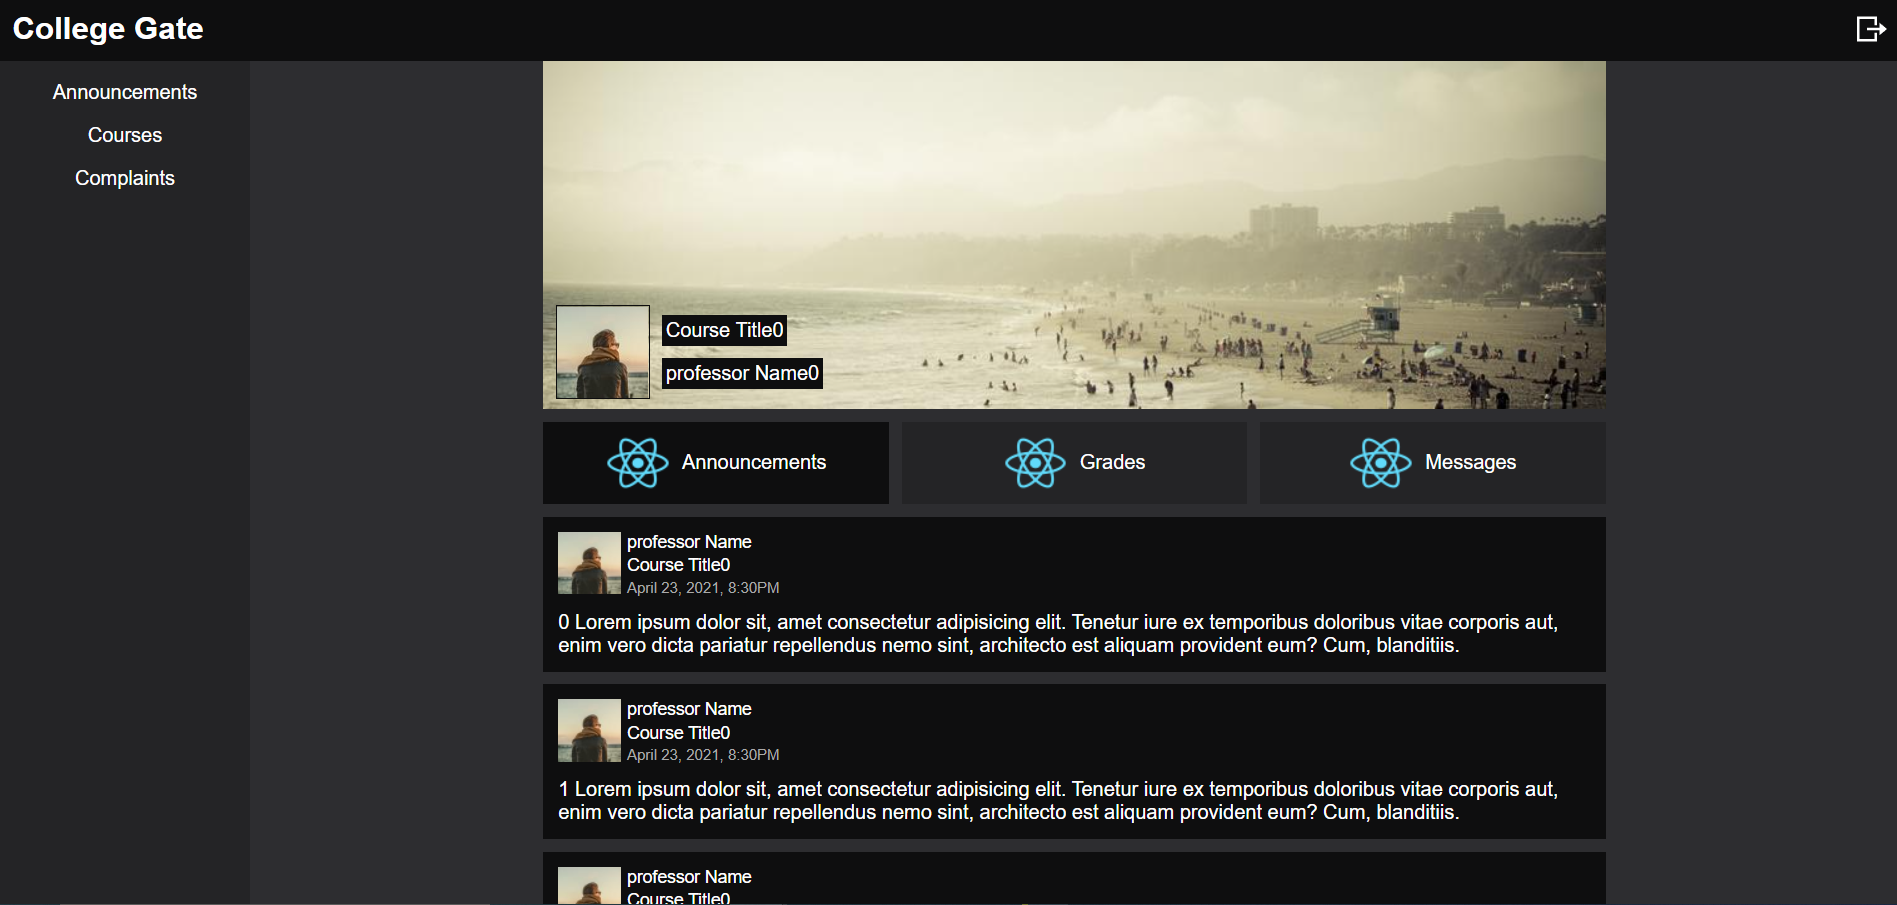 College Gate
Announcements
Courses
Complaints
Course Title0
professor Name0
Announcements
Grades
Messages
professor Name
Course Title0
April 23, 2021, 8:30PM
0 Lorem ipsum dolor sit, amet consectetur adipisicing elit. Tenetur iure ex temporibus doloribus vitae corporis aut,
enim vero dicta pariatur repellendus nemo sint, architecto est aliquam provident eum? Cum, blanditiis.
professor Name
Course Title0
April 23, 2021, 8:30PM
1 Lorem ipsum dolor sit, amet consectetur adipisicing elit. Tenetur iure ex temporibus doloribus vitae corporis aut,
enim vero dicta pariatur repellendus nemo sint, architecto est aliquam provident eum? Cum, blanditiis.
professor Name
Course Title0